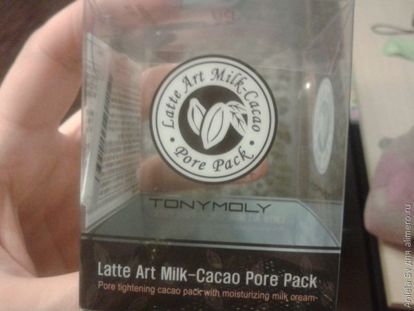 Latte Art Milk-Cacao
Pore Pack
TONYMOLY
Latte Art Milk-Cacao Pore Pack
Pore tightening cacao pack with moisturizing milk cream